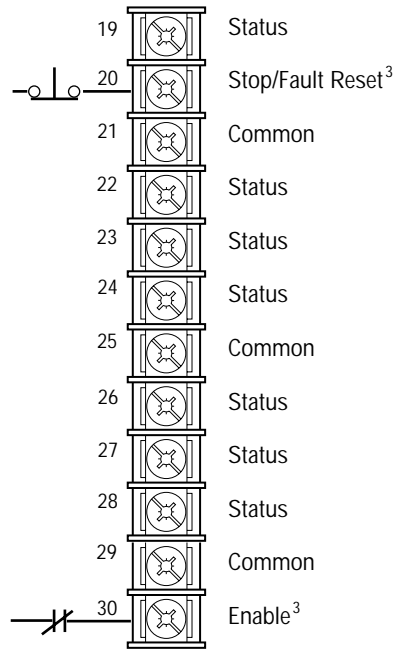 19 Status
20 Stop/Fault Reset³
21 Common
22 Status
23 Status
24 Status
25 Common
26 Status
27 Status
28 Status
29 Common
30 Enable³